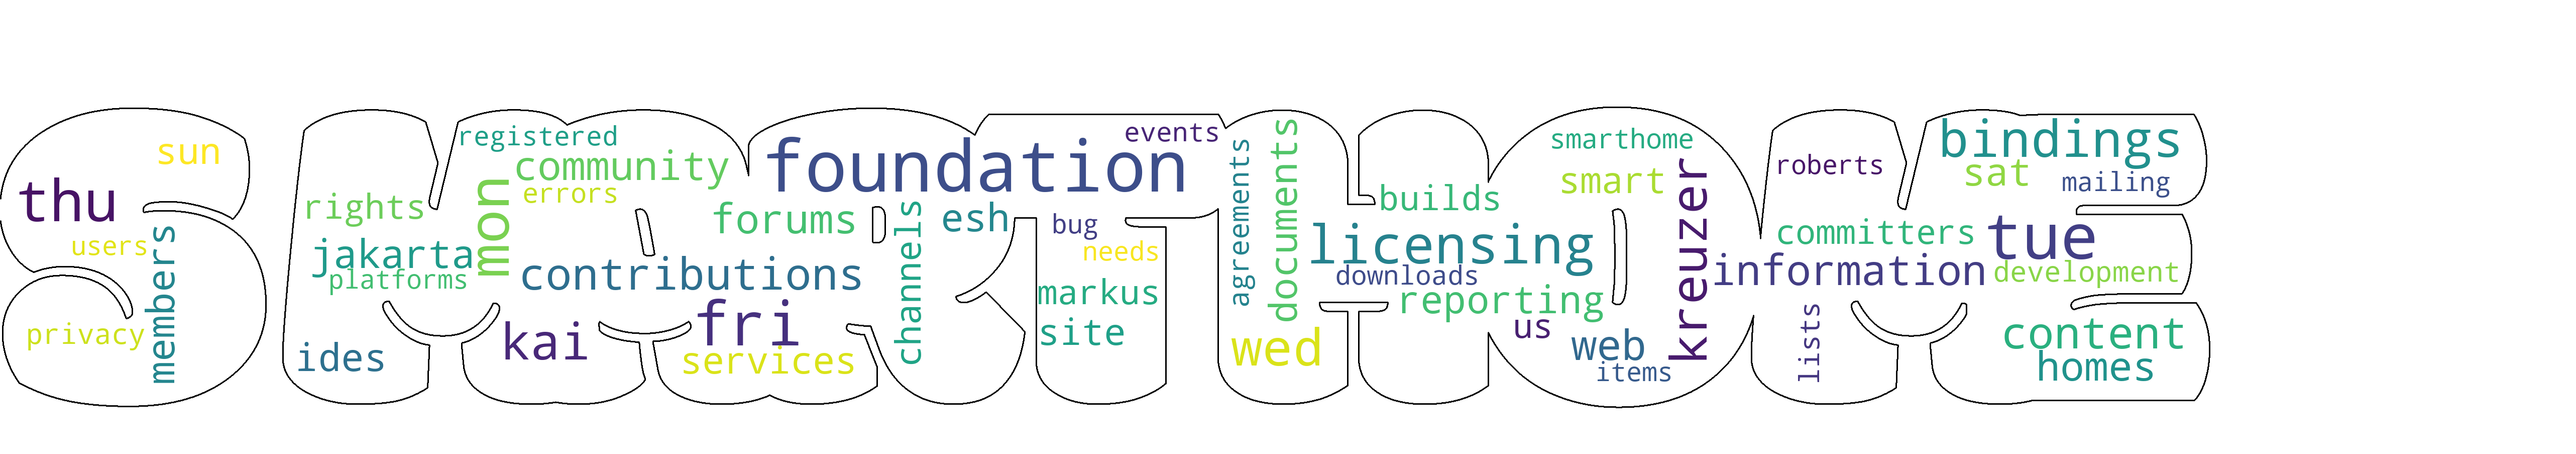 SMARTHOME
sun
thu
users
members
privacy
registered
community
errors
mon
rights
jakarta
platforms
ides
contributions
kai
fri
services
foundation
forums
channels
esh
events
bug
needs
markus
site
agreements
documents
wed
builds
licensing
downloads
reporting
smarthome
smart
kreuzer
us
web
items
roberts
committers
information
lists
bindings
sat
mailing
tue
development
content
homes